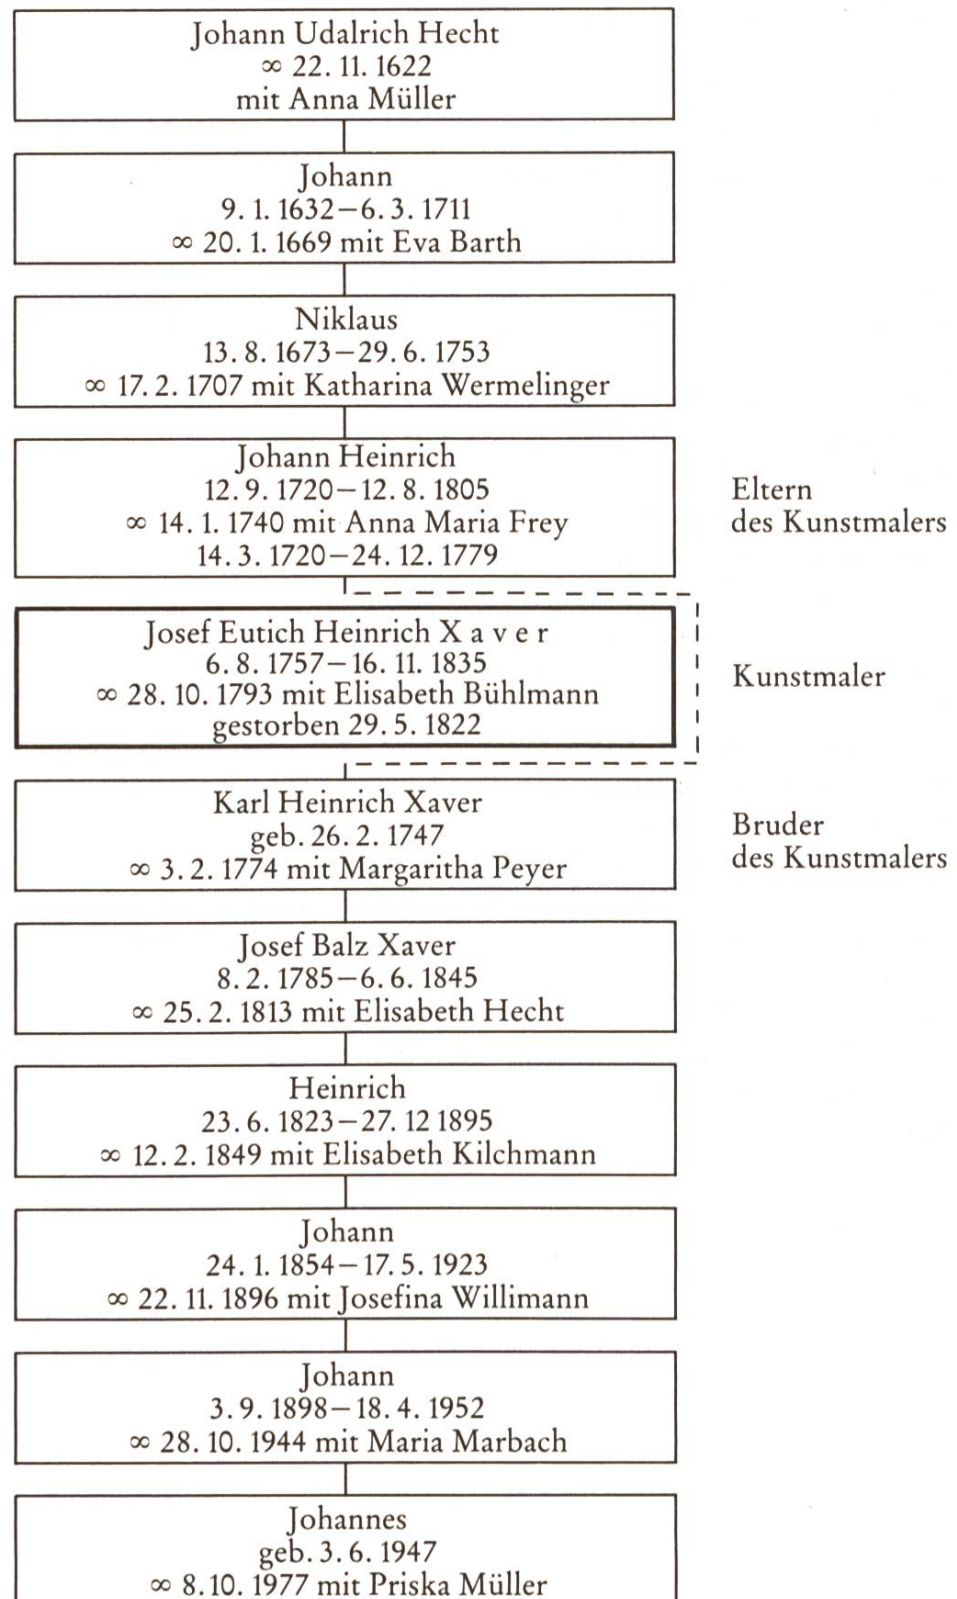 Johann Udalrich Hecht
∞ 22. 11. 1622
mit Anna Müller
Johann
9. 1. 1632–6. 3. 1711
∞ 20. 1. 1669 mit Eva Barth
Niklaus
13. 8. 1673–29. 6. 1753
∞ 17. 2. 1707 mit Katharina Wermelinger
Johann Heinrich
12. 9. 1720–12. 8. 1805
∞ 14. 1. 1740 mit Anna Maria Frey
14. 3. 1720–24. 12. 1779
Eltern
des Kunstmalers
Josef Eutich Heinrich X a v e r
6. 8. 1757–16. 11. 1835
∞ 28. 10. 1793 mit Elisabeth Bühlmann
gestorben 29. 5. 1822
Kunstmaler
Karl Heinrich Xaver
geb. 26. 2. 1747
∞ 3. 2. 1774 mit Margaritha Peyer
Bruder
des Kunstmalers
Josef Balz Xaver
8. 2. 1785–6. 6. 1845
∞ 25. 2. 1813 mit Elisabeth Hecht
Heinrich
23. 6. 1823–27. 12 1895
∞ 12. 2. 1849 mit Elisabeth Kilchmann
Johann
24. 1. 1854–17. 5. 1923
∞ 22. 11. 1896 mit Josefina Willimann
Johann
3. 9. 1898–18. 4. 1952
∞ 28. 10. 1944 mit Maria Marbach
Johannes
geb. 3. 6. 1947
∞ 8. 10. 1977 mit Priska Müller